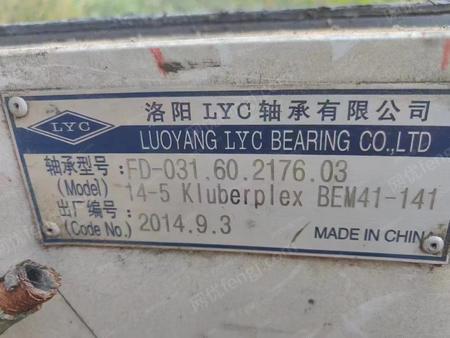 洛阳 LYC 轴承有限公司
LYC
LUOYANG LYC BEARING CO.,LTD
轴承型号: FD-031.60.2176.03
(Model) 14-5 Kluberplex BEM41-141
出厂编号:
(Code No.) 2014.9.3
MADE IN CHINA